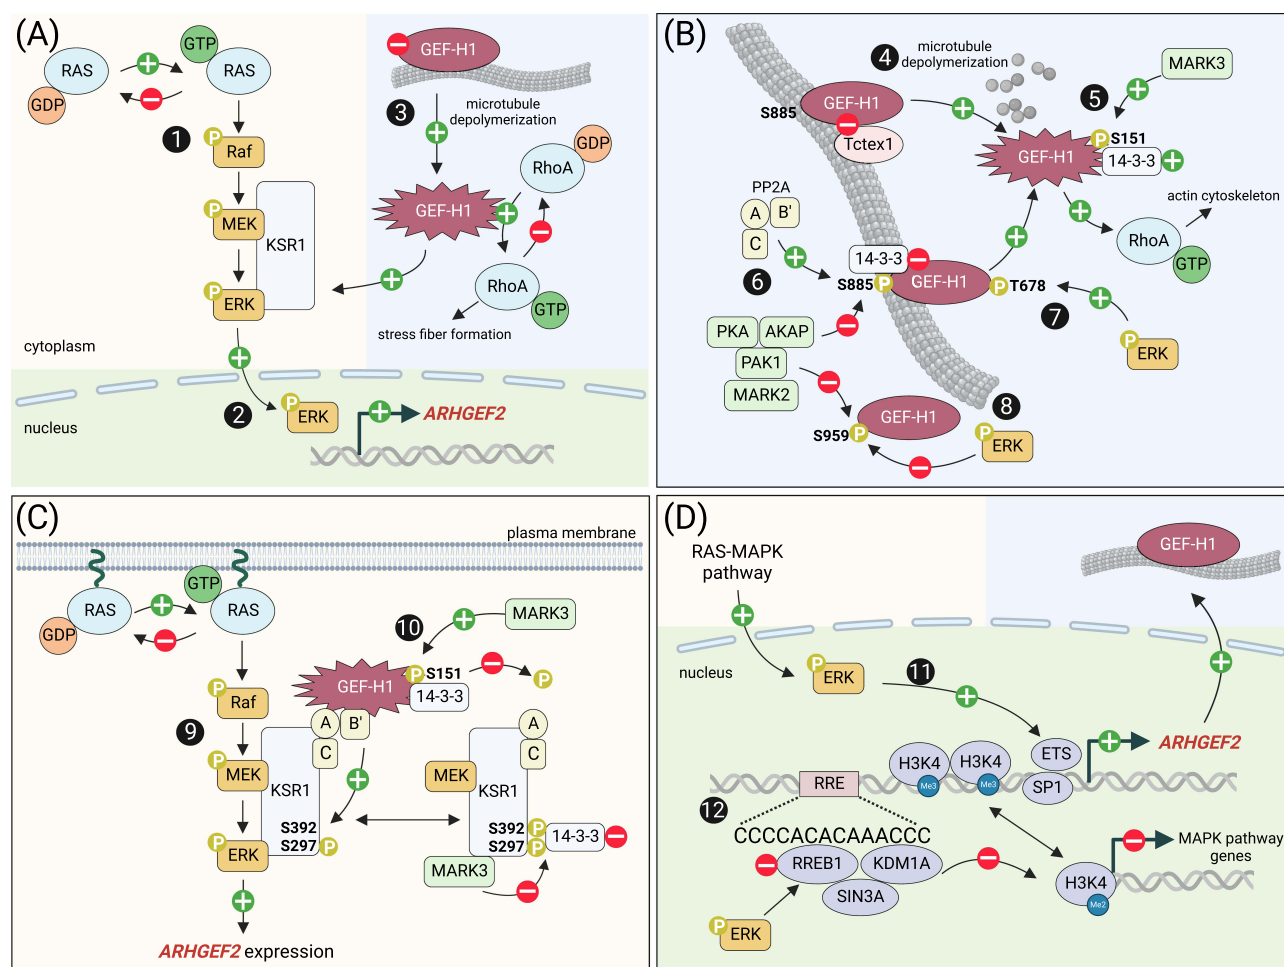 (A)
GTP
RAS
RAS
GDP
1
P
Raf
P
MEK
KSR1
P
ERK
cytoplasm
nucleus
2
P
ERK
ARHGEF2
GEF-H1
3
microtubule
depolymerization
GDP
RhoA
GEF-H1
RhoA
GTP
stress fiber formation
(B)
4
microtubule
depolymerization
MARK3
5
S885
GEF-H1
Tctex1
P
S151
GEF-H1
14-3-3
PP2A
A
B'
C
6
14-3-3
S885
P
GEF-H1
P
T678
actin cytoskeleton
RhoA
GTP
7
P
ERK
PKA
AKAP
PAK1
MARK2
GEF-H1
S959
P
8
P
ERK
(C)
plasma membrane
GTP
RAS
RAS
GDP
10
MARK3
P
S151
P
GEF-H1
14-3-3
P
Raf
9
A
B'
C
P
MEK
KSR1
S392
S297
P
P
ERK
A
C
MEK
KSR1
S392
P
S297
P
14-3-3
MARK3
ARHGEF2 expression
(D)
RAS-MAPK
pathway
GEF-H1
nucleus
P
ERK
11
ETS
SP1
ARHGEF2
H3K4
Me3
H3K4
Me3
RRE
12
CCCCACACAAACCC
RREB1
KDM1A
SIN3A
P
ERK
H3K4
Me2
MAPK pathway
genes